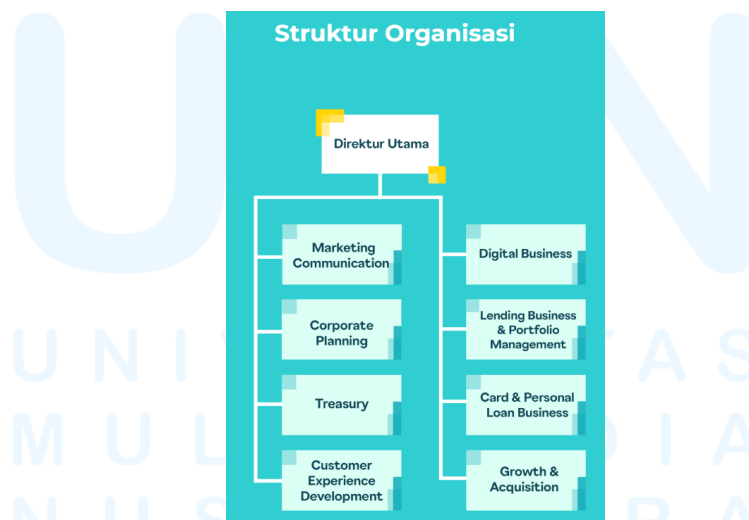 Struktur Organisasi
Direktur Utama
Marketing
Communication
Digital Business
Corporate
Planning
Lending Business
& Portfolio
Management
Treasury
Card & Personal
Loan Business
Customer
Experience
Development
Growth &
Acquisition